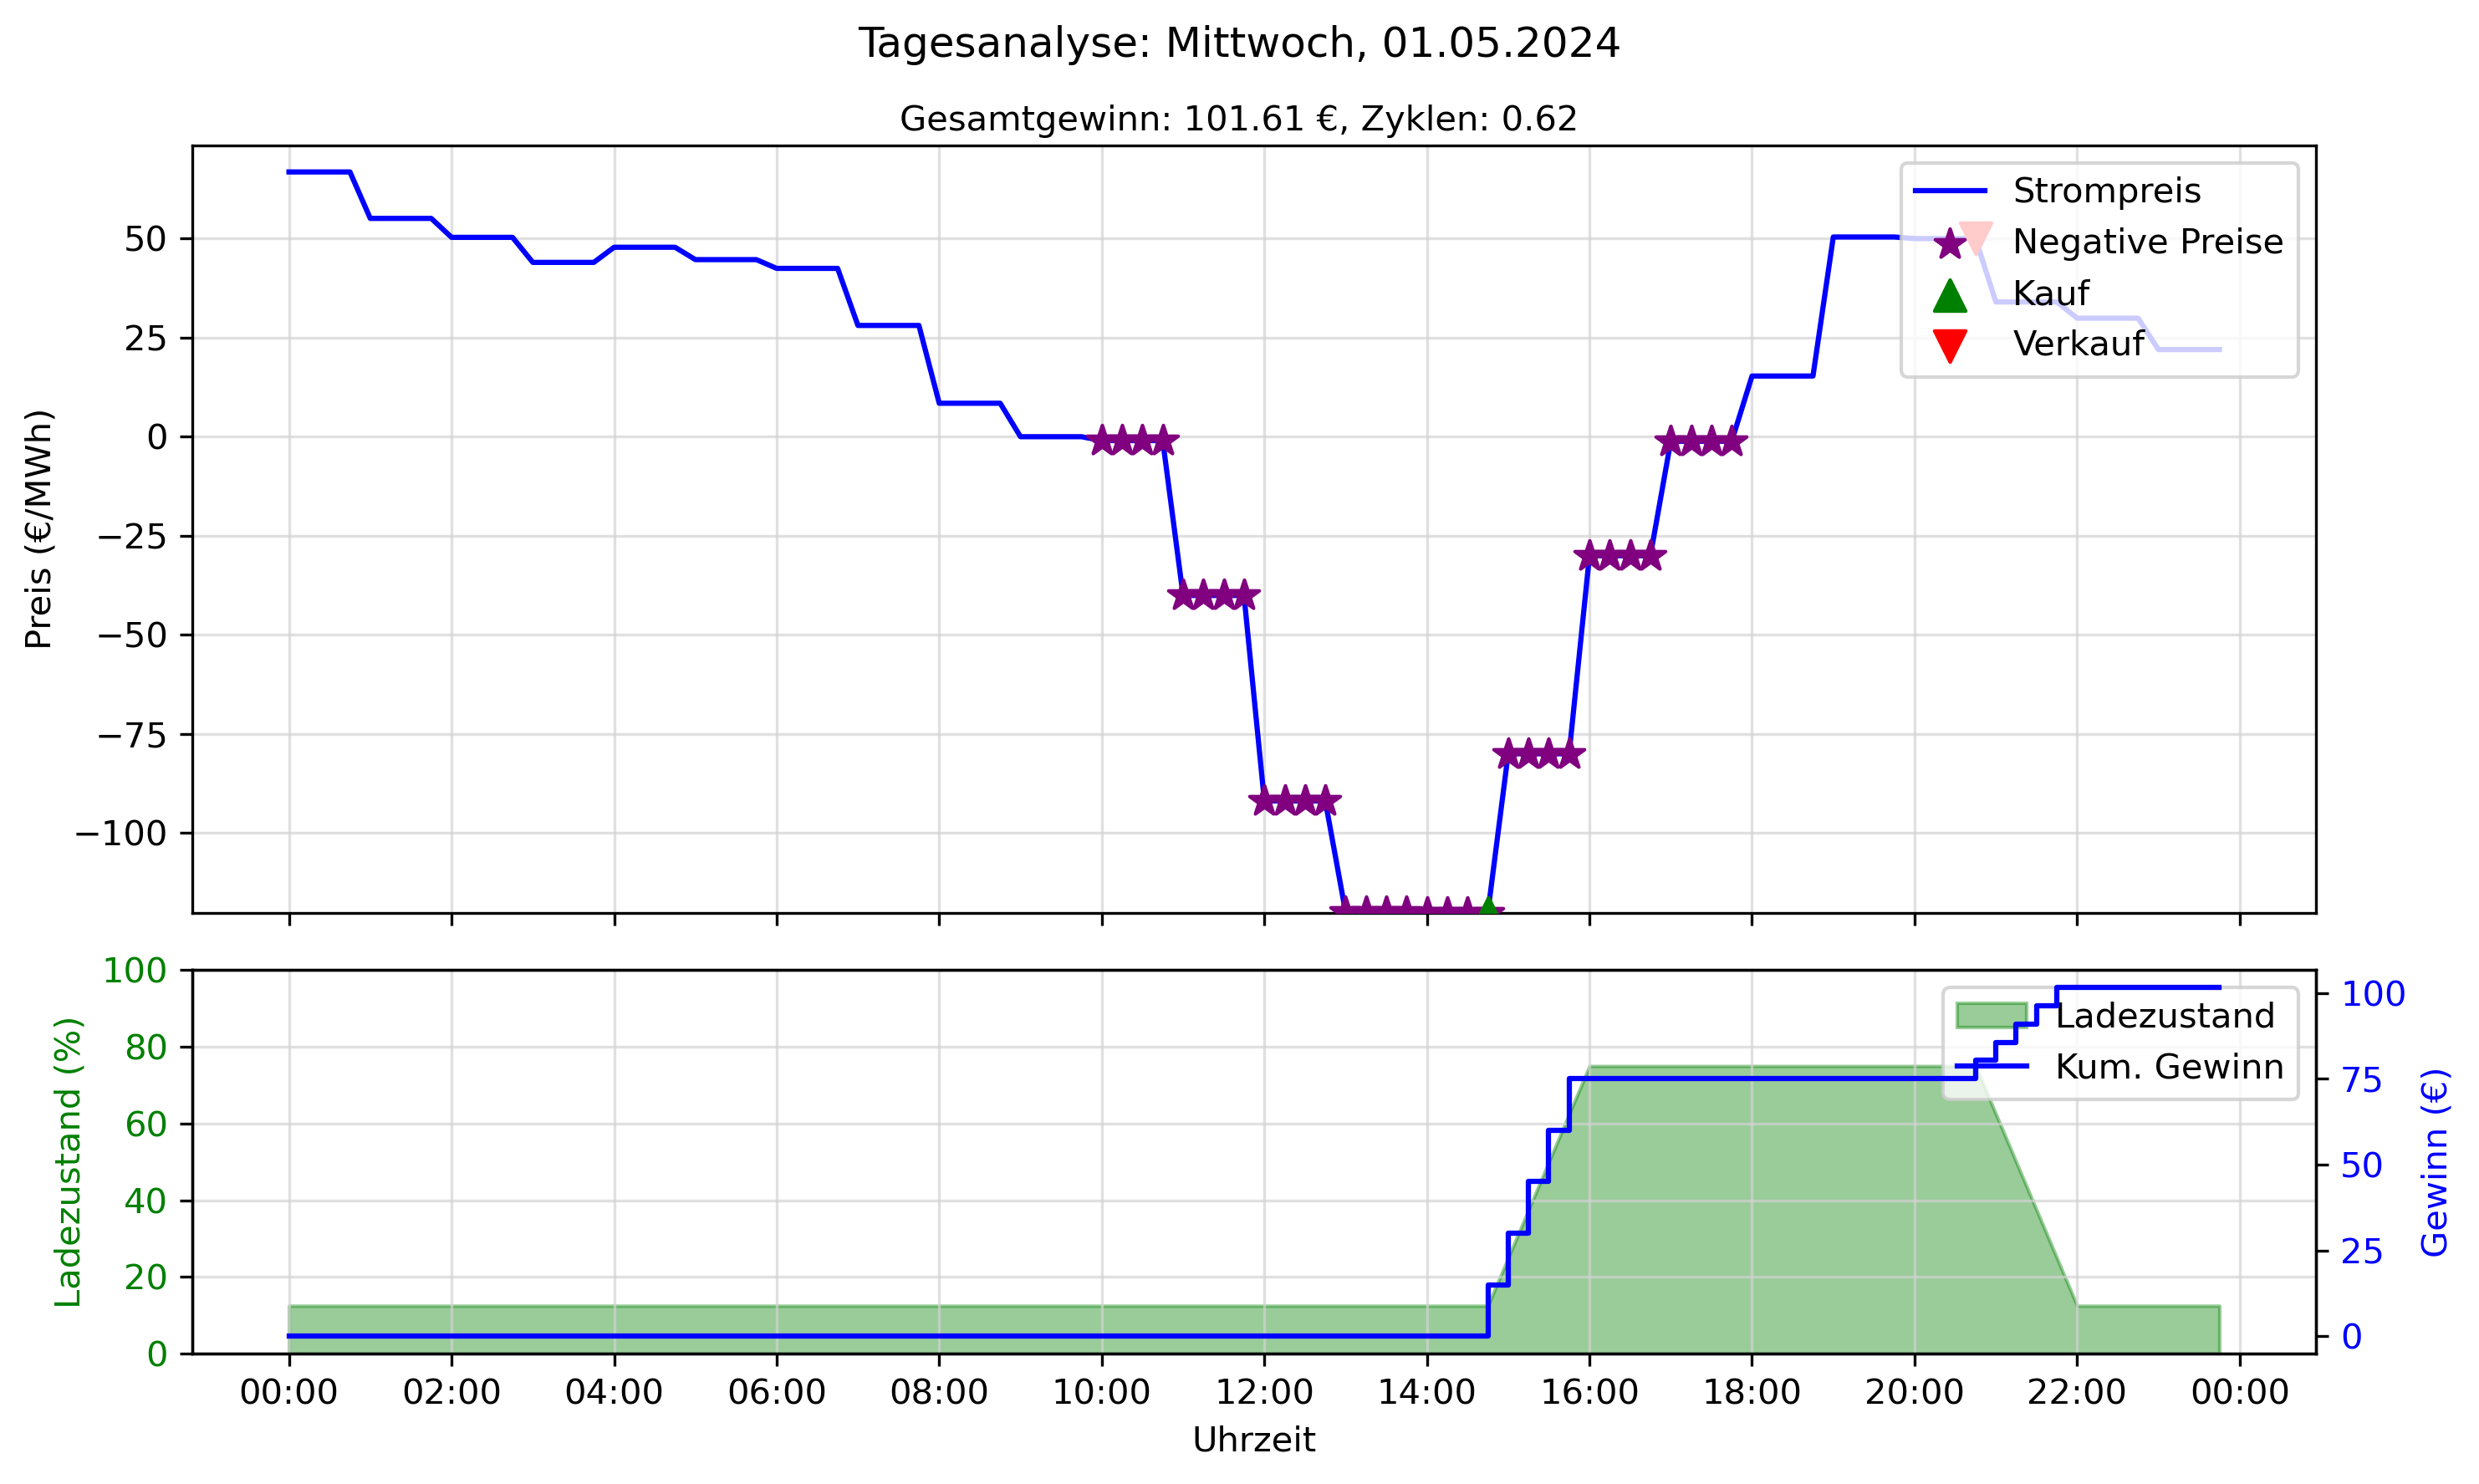 Tagesanalyse: Mittwoch, 01.05.2024
Gesamtgewinn: 101.61 €, Zyklen: 0.62
Preis (€/MWh)
50
25
0
−25
−50
−75
−100
Strompreis
Negative Preise
Kauf
Verkauf
Ladezustand (%)
100
80
60
40
20
0
Ladezustand
Kum. Gewinn
100
75
50
25
0
Gewinn (€)
00:00 02:00 04:00 06:00 08:00 10:00 12:00 14:00 16:00 18:00 20:00 22:00 00:00
Uhrzeit